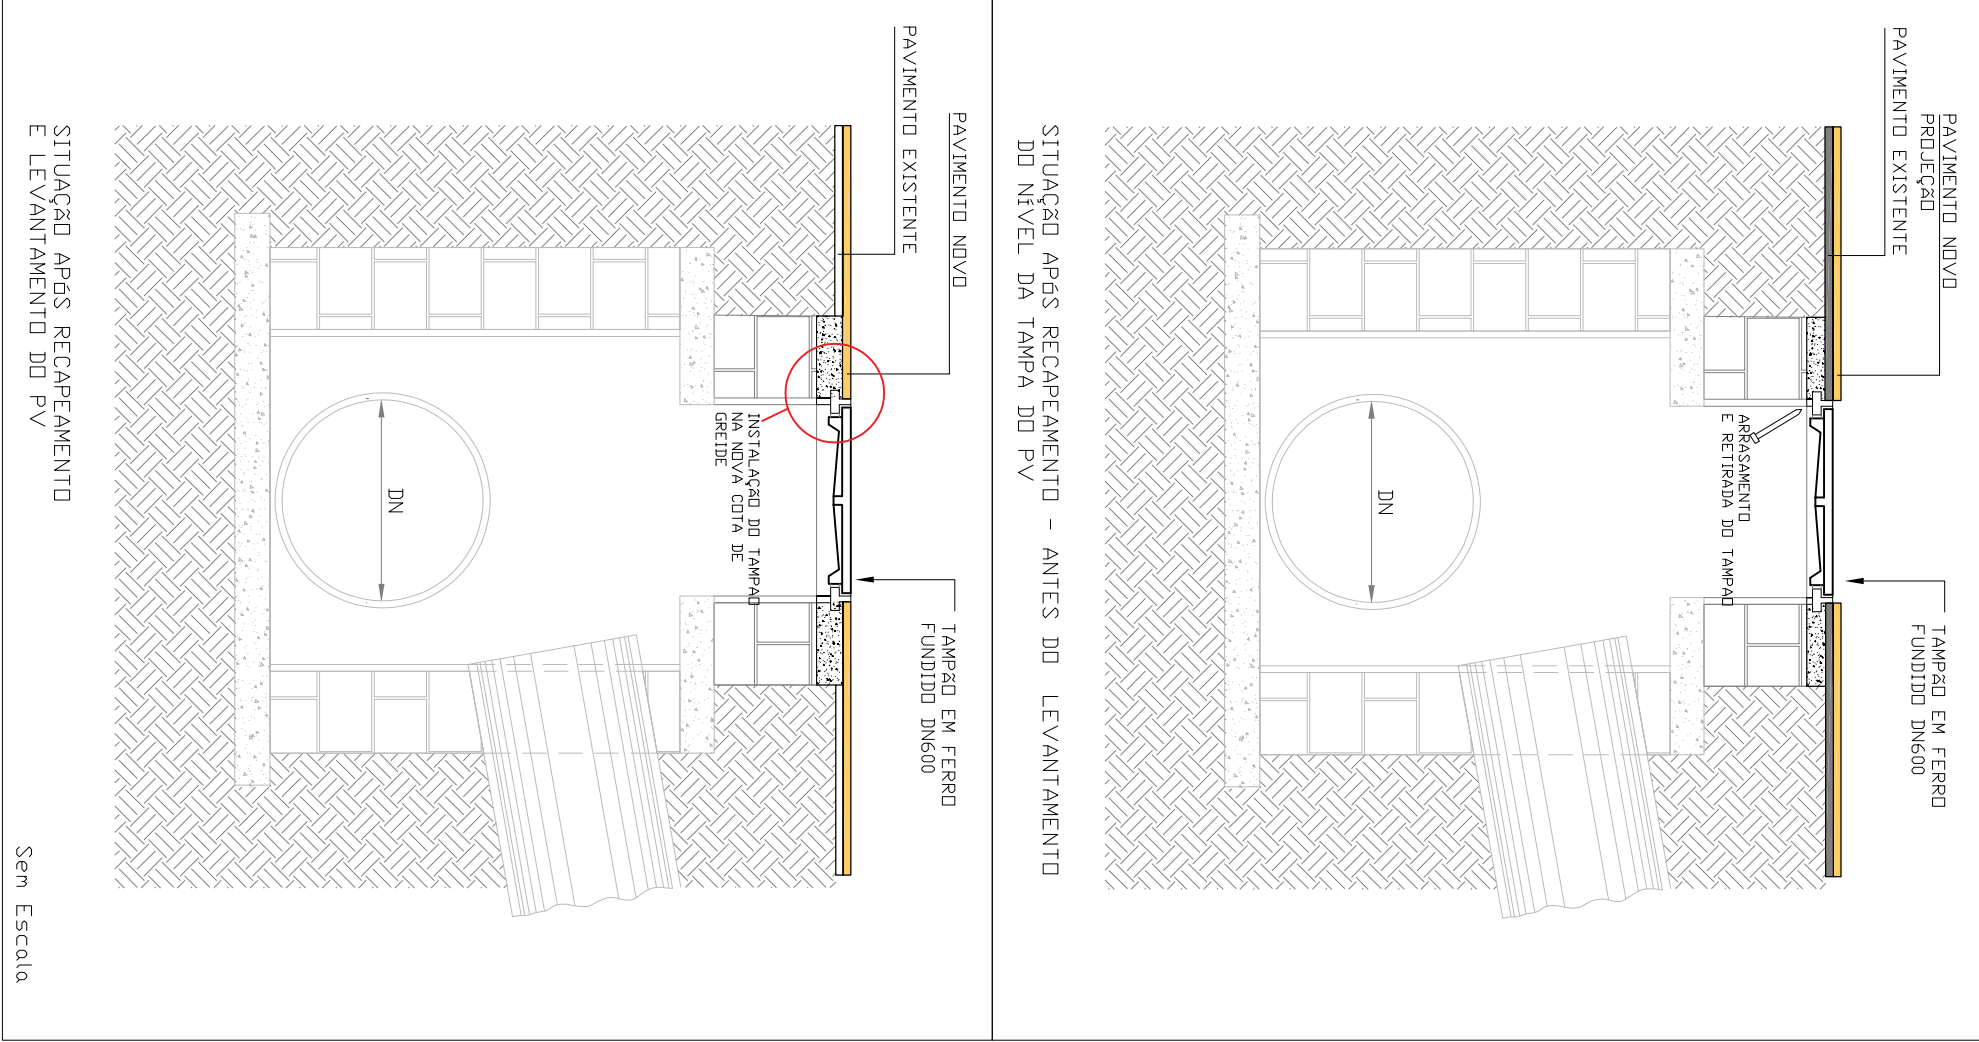 PAVIMENTO NOVO
PROJEÇÃO
PAVIMENTO EXISTENTE
TAMPÃO EM FERRO
FUNDIDO DN600
ARRASAMENTO
E RETIRADA DO TAMPAO
DN
SITUAÇÃO APÓS RECAPEAMENTO - ANTES DO LEVANTAMENTO
DO NÍVEL DA TAMPA DO PV
PAVIMENTO NOVO
PAVIMENTO EXISTENTE
TAMPÃO EM FERRO
FUNDIDO DN600
INSTALAÇÃO DO TAMPAO
NA NOVA COTA DE
GREIDE
DN
SITUAÇÃO APÓS RECAPEAMENTO
E LEVANTAMENTO DO PV
Sem Escala